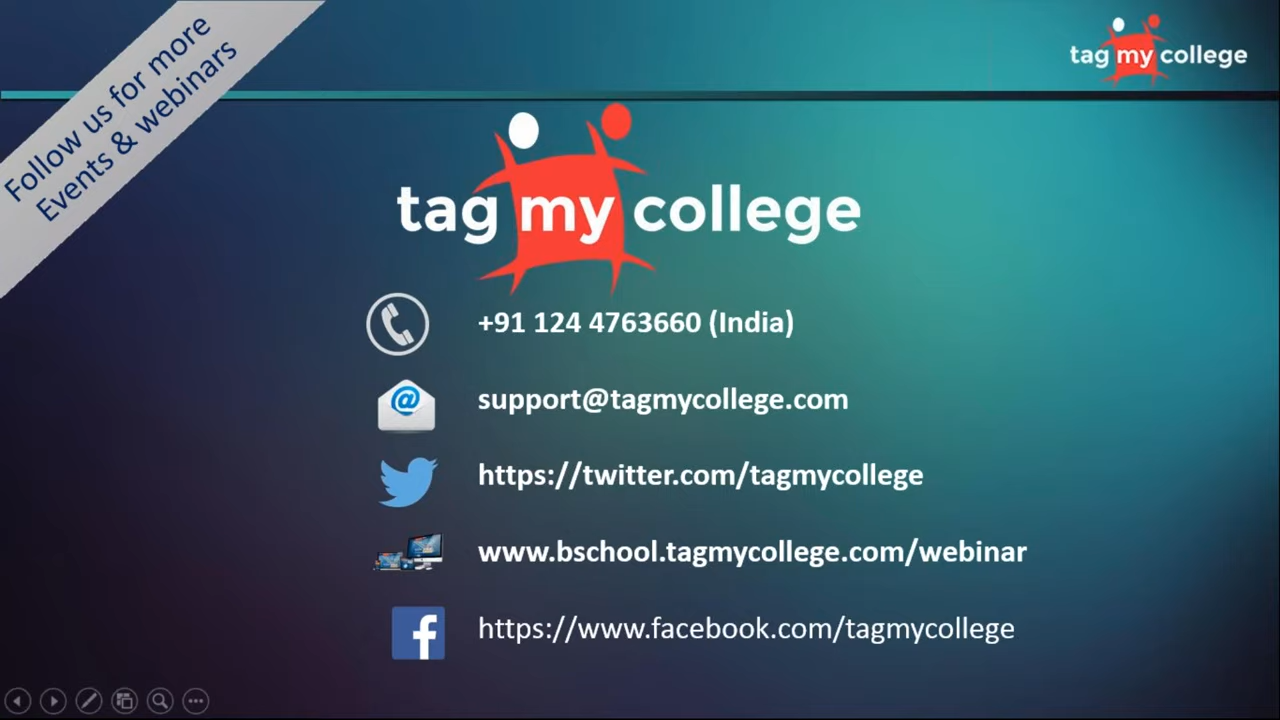 Follow us for more
Events & webinars
tag my college
tag my college
+91 124 4763660 (India)
support@tagmycollege.com
https://twitter.com/tagmycollege
www.bschool.tagmycollege.com/webinar
https://www.facebook.com/tagmycollege